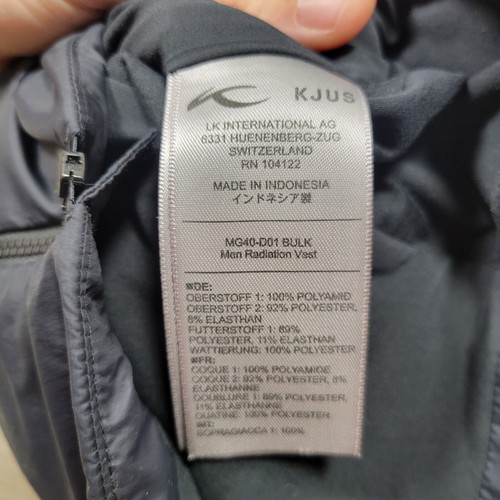 KJUS
LK INTERNATIONAL AG
6331 HUENENBERG-ZUG
SWITZERLAND
RN 104122
MADE IN INDONESIA
インドネシア製
MG40-D01 BULK
Men Radiation Vest
DE:
OBERSTOFF 1: 100% POLYAMID
OBERSTOFF 2: 92% POLYESTER,
8% ELASTHAN
FUTTERSTOFF 1: 89%
POLYESTER, 11% ELASTHAN
WATTIERUNG: 100% POLYESTER
FR:
COQUE 1: 100% POLYAMIDE
COQUE 2: 92% POLYESTER, 8%
ELASTHANNE
DOUBLURE 1: 89% POLYESTER,
11% ELASTHANNE
OUATINE: 100% POLYESTER
IT:
SOPRAGIACCA 1: 100%